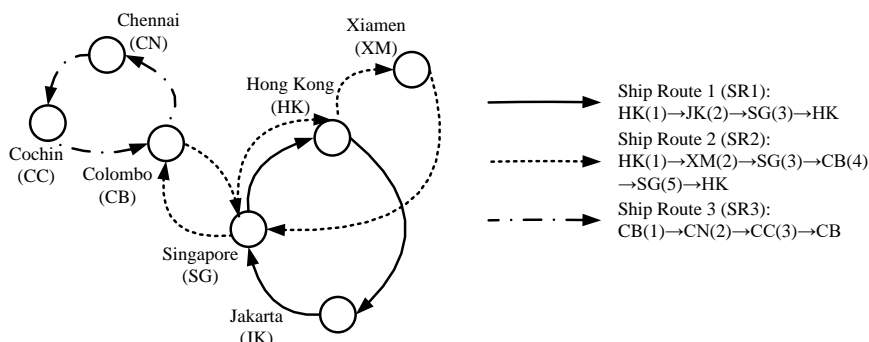 Chennai
(CN)
Xiamen
(XM)
Hong Kong
(HK)
Cochin
(CC)
Colombo
(CB)
Singapore
(SG)
Jakarta
(JK)
Ship Route 1 (SR1):
HK(1)→JK(2)→SG(3)→HK
Ship Route 2 (SR2):
HK(1)→XM(2)→SG(3)→CB(4)
→SG(5)→HK
Ship Route 3 (SR3):
CB(1)→CN(2)→CC(3)→CB